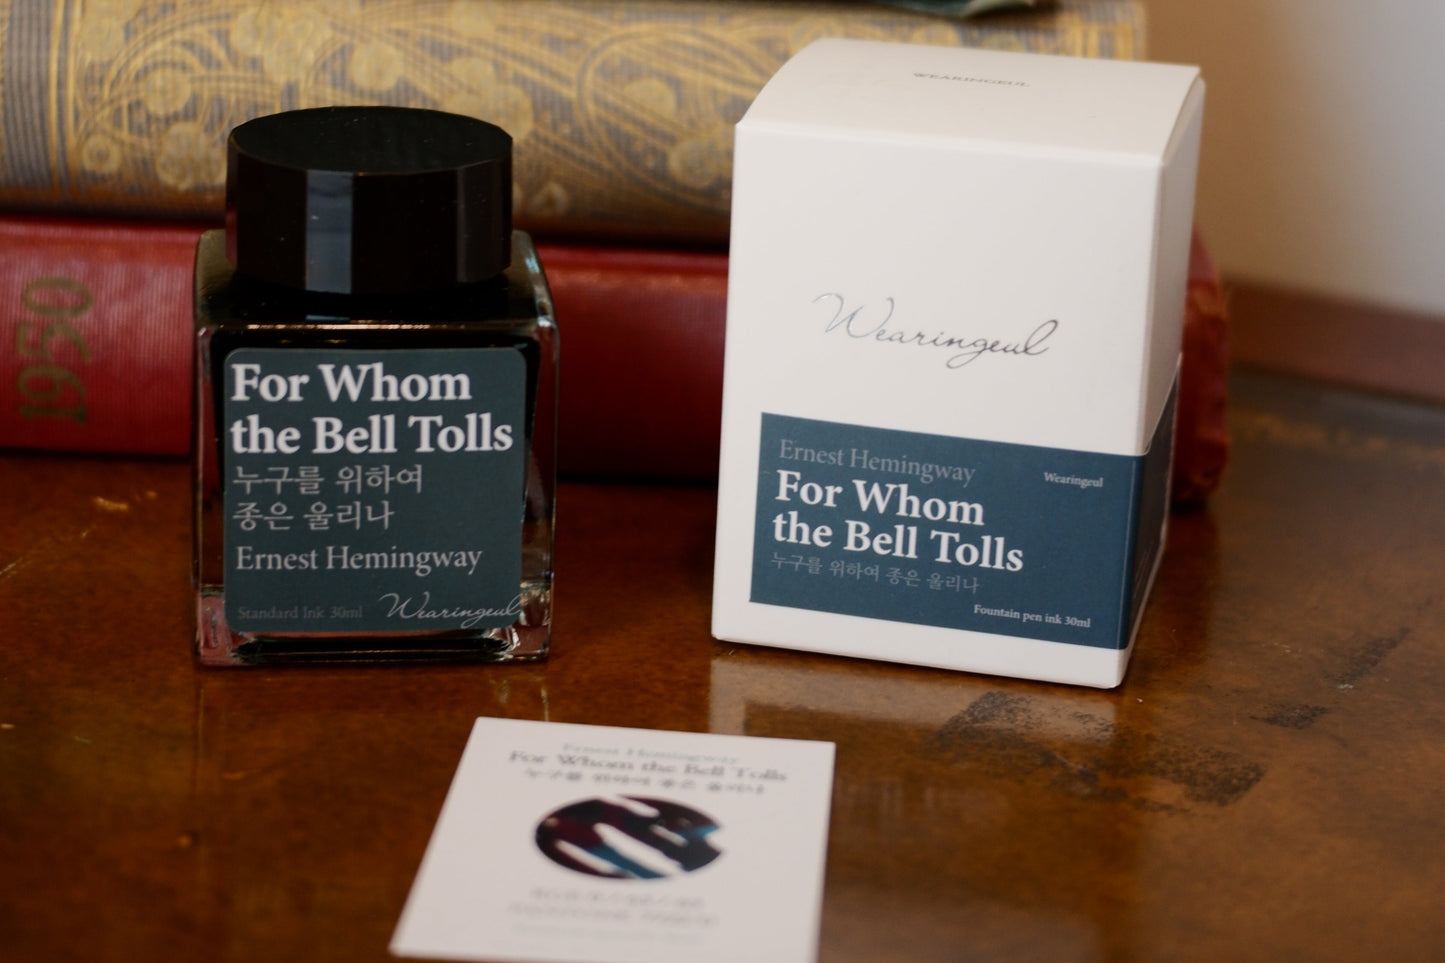 1950
For Whom
the Bell Tolls
누구를 위하여
종은 울리나
Ernest Hemingway
Standard Ink 30ml
Wearingeul
WEARINGEUL
Wearingeul
Ernest Hemingway
Wearingeul
For Whom
the Bell Tolls
누구를 위하여 종은 울리나
Fountain pen ink 30ml
Ernest Hemingway
For Whom the Bell Tolls
누구를 위하여 종은 울리나